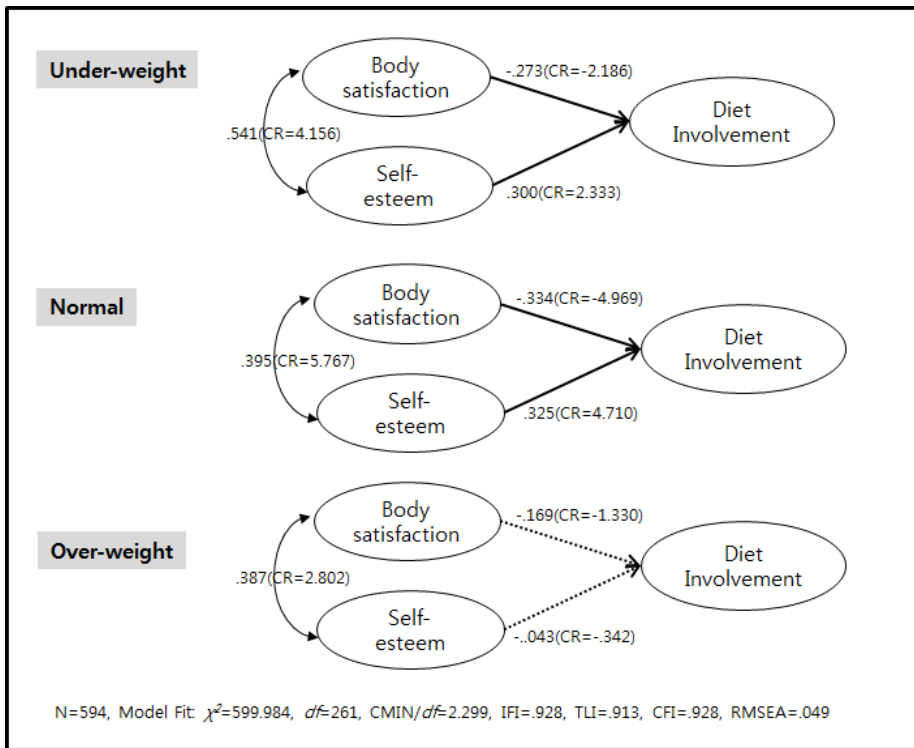 Under-weight
Body
satisfaction
-.273(CR=-2.186)
Diet
Involvement
.541(CR=4.156)
Self-
esteem
.300(CR=2.333)
Normal
Body
satisfaction
-.334(CR=-4.969)
Diet
Involvement
.395(CR=5.767)
Self-
esteem
.325(CR=4.710)
Over-weight
Body
satisfaction
-.169(CR=-1.330)
Diet
Involvement
.387(CR=2.802)
Self-
esteem
-..043(CR=-.342)
N=594, Model Fit: χ²=599.984, df=261, CMIN/df=2.299, IFI=.928, TLI=.913, CFI=.928, RMSEA=.049